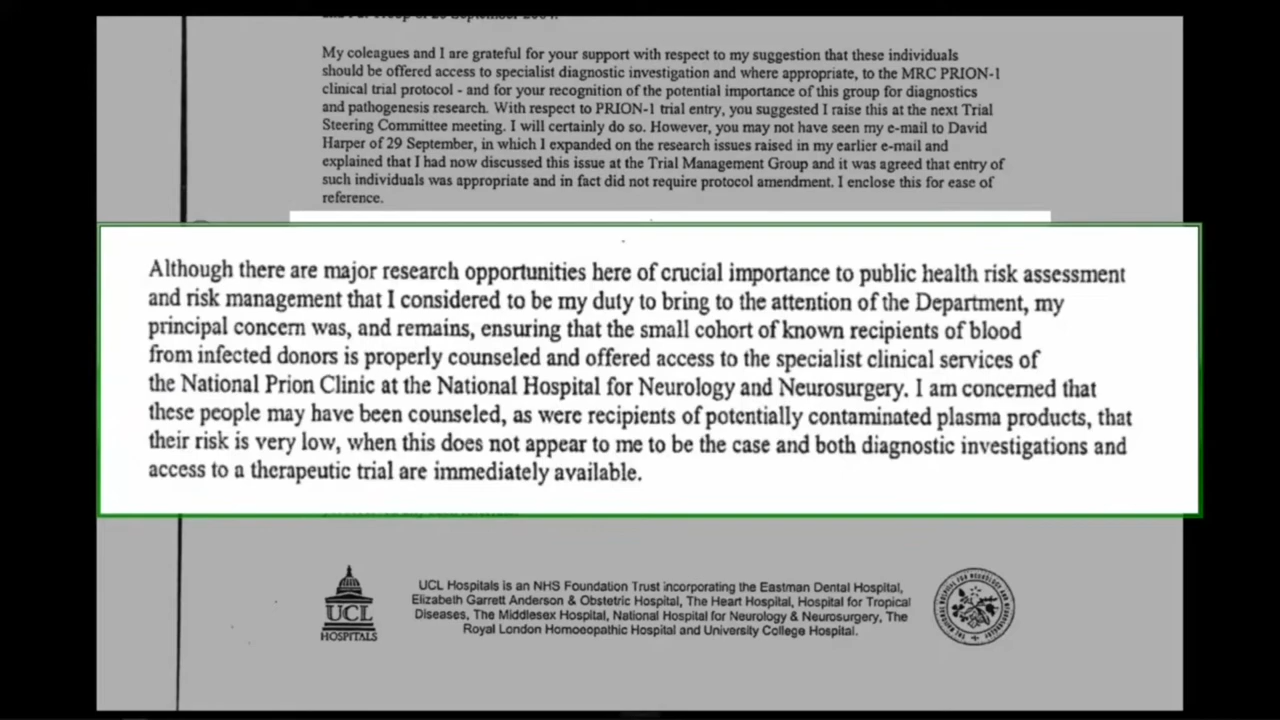 My coleagues and I are grateful for your support with respect to my suggestion that these individuals
should be offered access to specialist diagnostic investigation and where appropriate, to the MRC PRION-1
clinical trial protocol - and for your recognition of the potential importance of this group for diagnostics
and pathogenesis research. With respect to PRION-1 trial entry, you suggested I raise this at the next Trial
Steering Committee meeting. I will certainly do so. However, you may not have seen my e-mail to David
Harper of 29 September, in which I expanded on the research issues raised in my earlier e-mail and
explained that I had now discussed this issue at the Trial Management Group and it was agreed that entry of
such individuals was appropriate and in fact did not require protocol amendment. I enclose this for ease of
reference.
Although there are major research opportunities here of crucial importance to public health risk assessment
and risk management that I considered to be my duty to bring to the attention of the Department, my
principal concern was, and remains, ensuring that the small cohort of known recipients of blood
from infected donors is properly counseled and offered access to the specialist clinical services of
the National Prion Clinic at the National Hospital for Neurology and Neurosurgery. I am concerned that
these people may have been counseled, as were recipients of potentially contaminated plasma products, that
their risk is very low, when this does not appear to me to be the case and both diagnostic investigations and
access to a therapeutic trial are immediately available.
UCL
HOSPITALS
UCL Hospitals is an NHS Foundation Trust incorporating the Eastman Dental Hospital,
Elizabeth Garrett Anderson & Obstetric Hospital, The Heart Hospital, Hospital for Tropical
Diseases, The Middlesex Hospital, National Hospital for Neurology & Neurosurgery, The
Royal London Homoeopathic Hospital and University College Hospital.